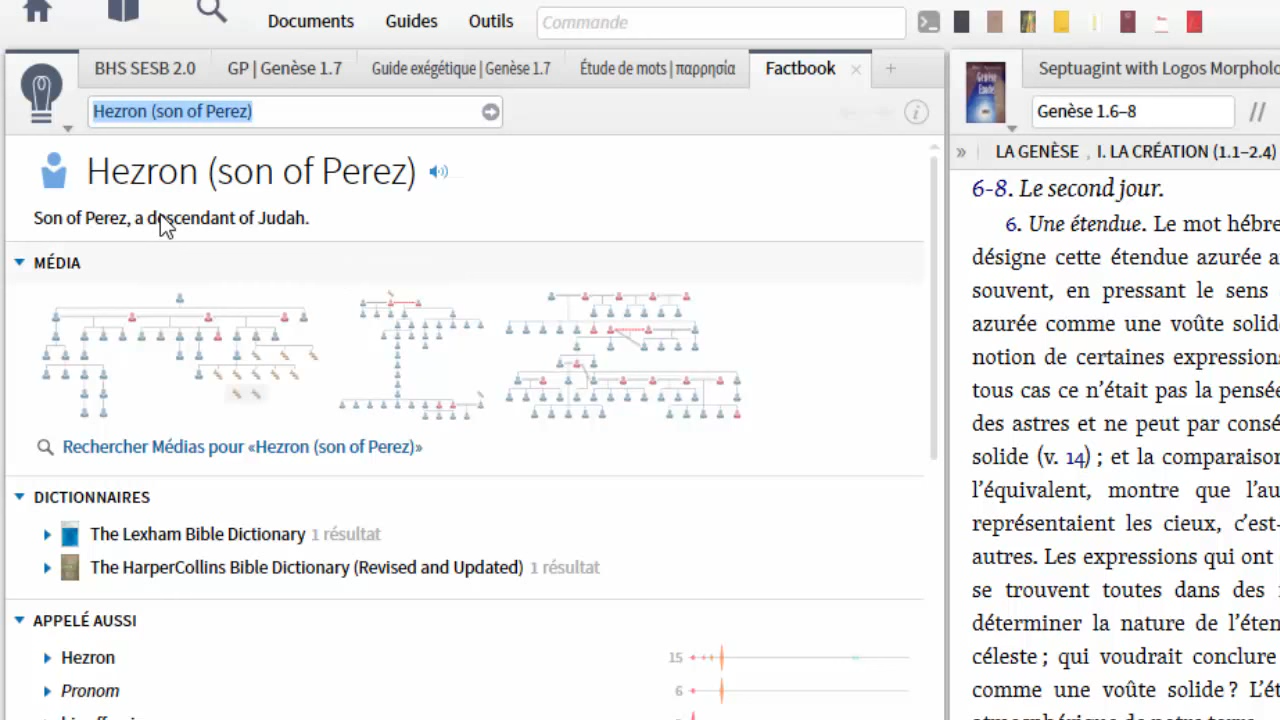 Documents Guides Outils Commande
BHS SESB 2.0 GP | Genèse 1.7 Guide exégétique | Genèse 1.7 Étude de mots | παρρησία Factbook × +
Hezron (son of Perez)
Hezron (son of Perez)
Son of Perez, a descendant of Judah.
MÉDIA
Rechercher Médias pour «Hezron (son of Perez)»
DICTIONNAIRES
The Lexham Bible Dictionary 1 résultat
The HarperCollins Bible Dictionary (Revised and Updated) 1 résultat
APPELÉ AUSSI
Hezron 15
Pronom 6
Septuagint with Logos Morpholo
Genèse 1.6–8 //
» LA GENÈSE , I. LA CRÉATION (1.1–2.4)
6-8. Le second jour.
6. Une étendue. Le mot hébre
désigne cette étendue azurée a
souvent, en pressant le sens
azurée comme une voûte solid
notion de certaines expression
tous cas ce n’était pas la pensé
des astres et ne peut par consé
solide (v. 14) ; et la comparaison
l’équivalent, montre que l’au
représentaient les cieux, c’est-
autres. Les expressions qui ont
se trouvent toutes dans des
déterminer la nature de l’éten
céleste ; qui voudrait conclure
comme une voûte solide ? L’ét